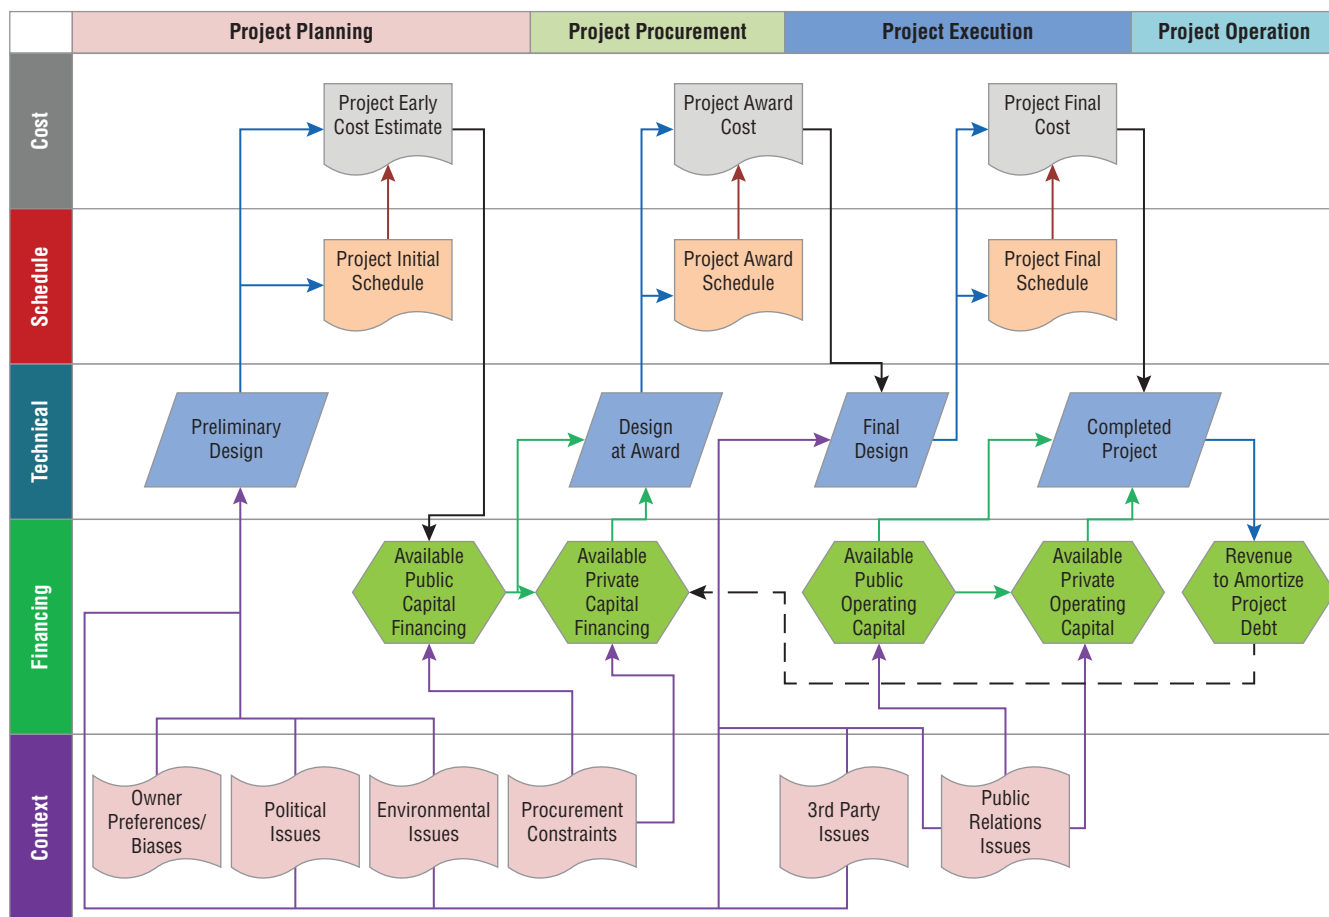 Project Planning
Project Procurement
Project Execution
Project Operation
Cost
Project Early
Cost Estimate
Project Award
Cost
Project Final
Cost
Schedule
Project Initial
Schedule
Project Award
Schedule
Project Final
Schedule
Technical
Preliminary
Design
Design
at Award
Final
Design
Completed
Project
Financing
Available
Public
Capital
Financing
Available
Private
Capital
Financing
Available
Public
Operating
Capital
Available
Private
Operating
Capital
Revenue
to Amortize
Project
Debt
Context
Owner
Preferences/
Biases
Political
Issues
Environmental
Issues
Procurement
Constraints
3rd Party
Issues
Public
Relations
Issues